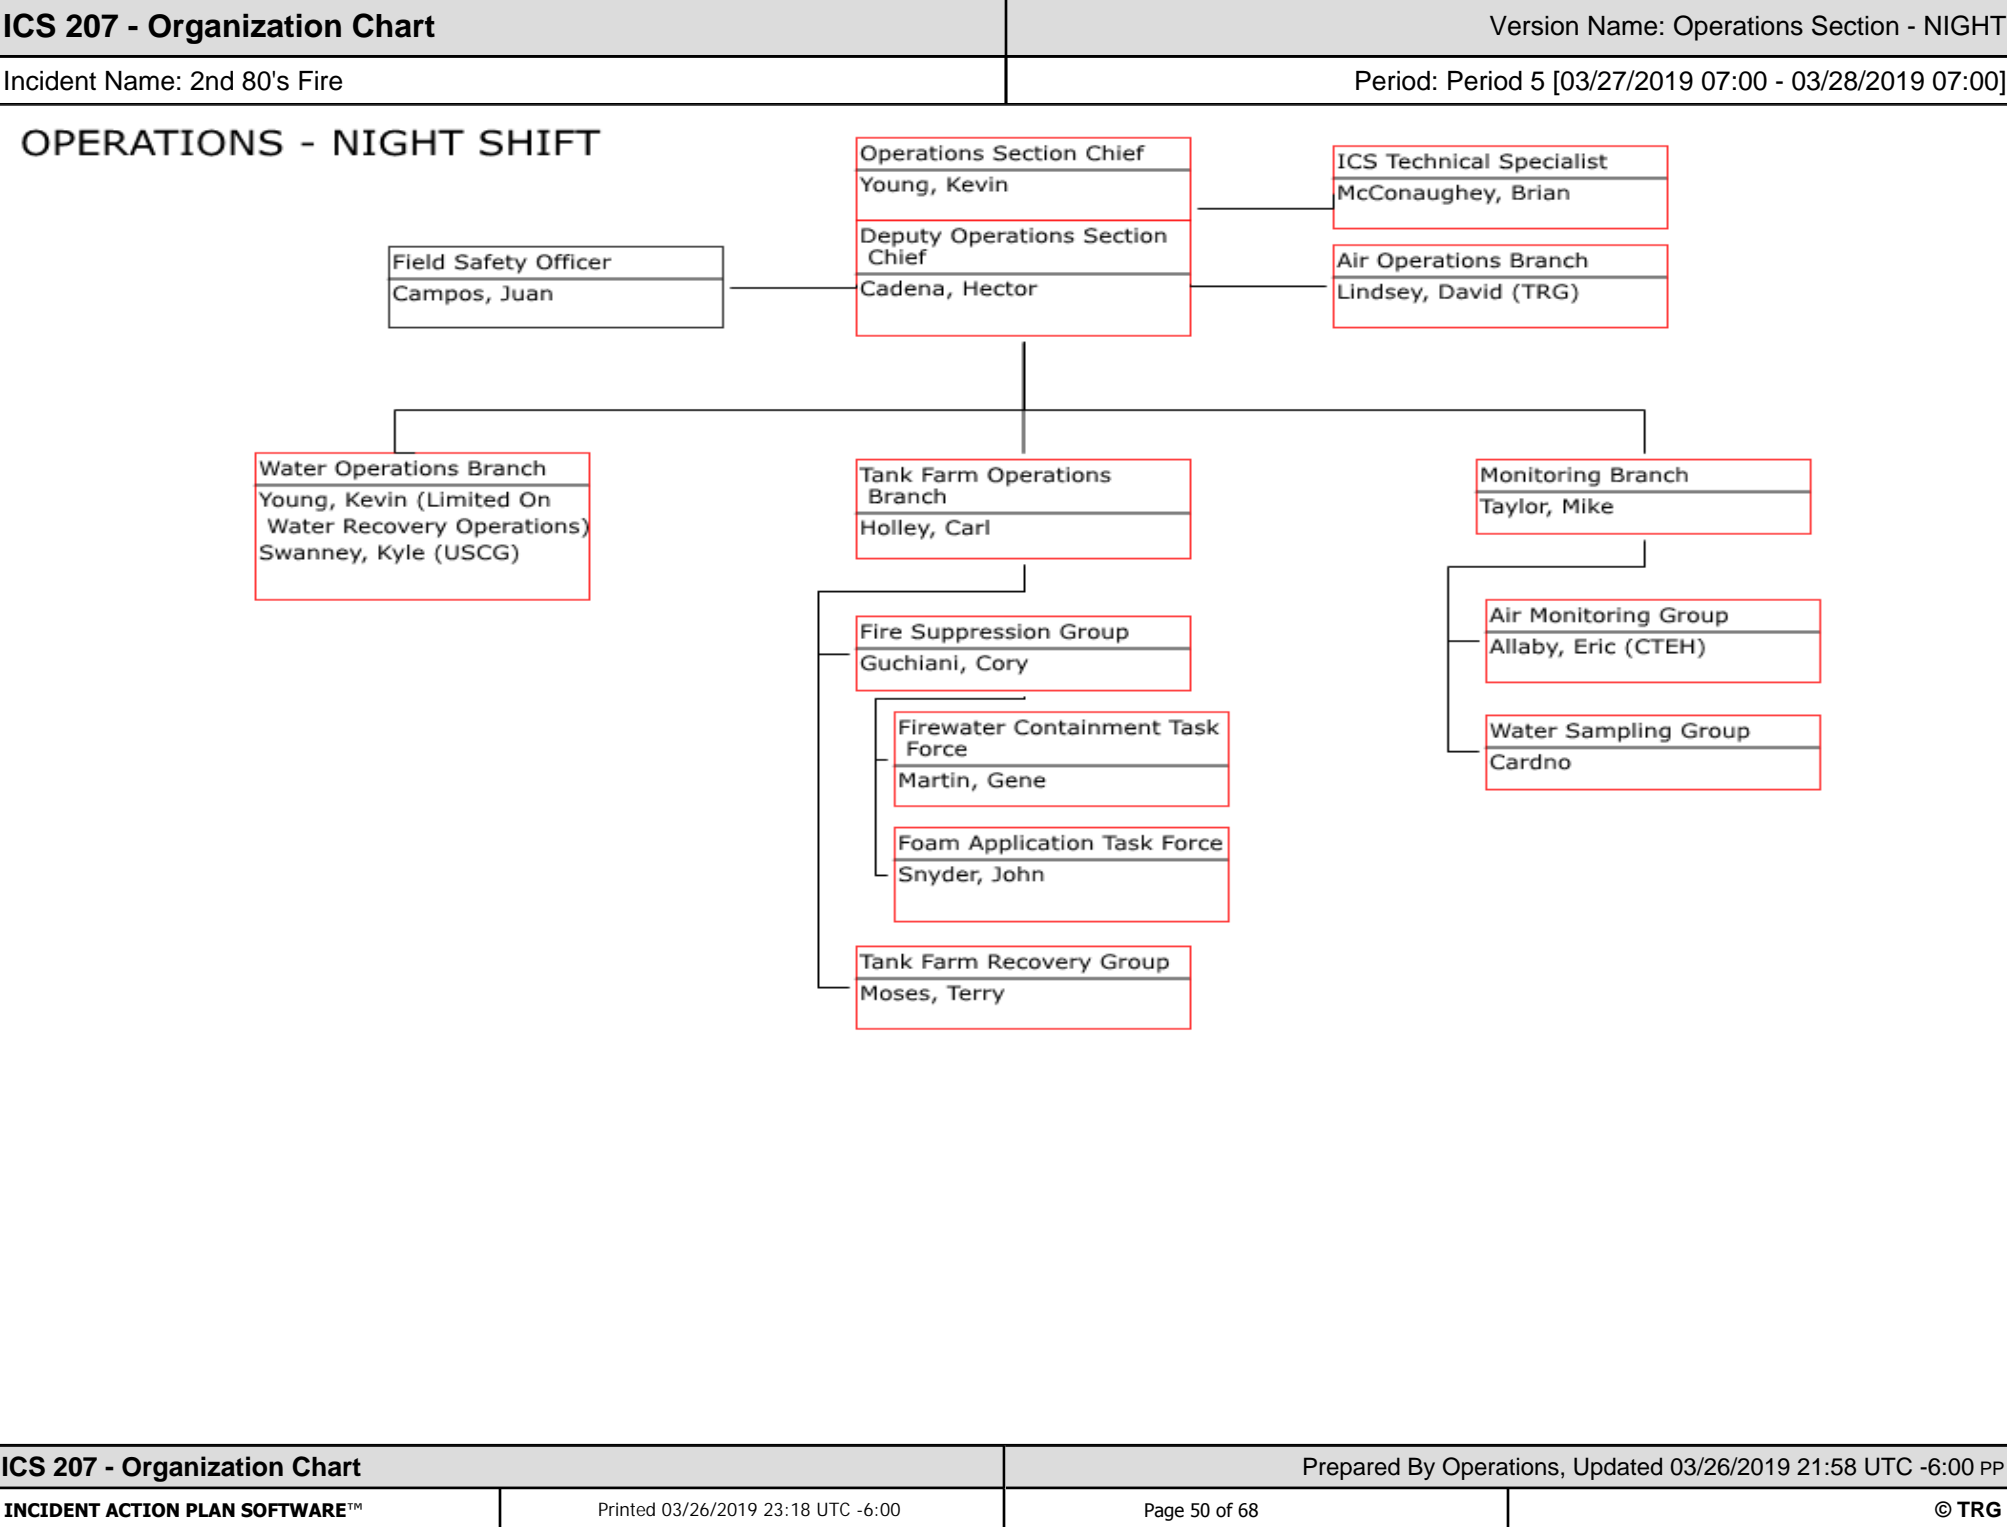 ICS 207 - Organization Chart
Version Name: Operations Section - NIGHT
Incident Name: 2nd 80's Fire
Period: Period 5 [03/27/2019 07:00 - 03/28/2019 07:00]
OPERATIONS - NIGHT SHIFT
Operations Section Chief
Young, Kevin
Deputy Operations Section
Chief
Cadena, Hector
ICS Technical Specialist
McConaughey, Brian
Field Safety Officer
Campos, Juan
Air Operations Branch
Lindsey, David (TRG)
Water Operations Branch
Young, Kevin (Limited On
Water Recovery Operations)
Swanney, Kyle (USCG)
Tank Farm Operations
Branch
Holley, Carl
Fire Suppression Group
Guchiani, Cory
Firewater Containment Task
Force
Martin, Gene
Foam Application Task Force
Snyder, John
Tank Farm Recovery Group
Moses, Terry
Monitoring Branch
Taylor, Mike
Air Monitoring Group
Allaby, Eric (CTEH)
Water Sampling Group
Cardno
ICS 207 - Organization Chart
Prepared By Operations, Updated 03/26/2019 21:58 UTC -6:00 PP
INCIDENT ACTION PLAN SOFTWARE™
Printed 03/26/2019 23:18 UTC -6:00
Page 50 of 68
© TRG